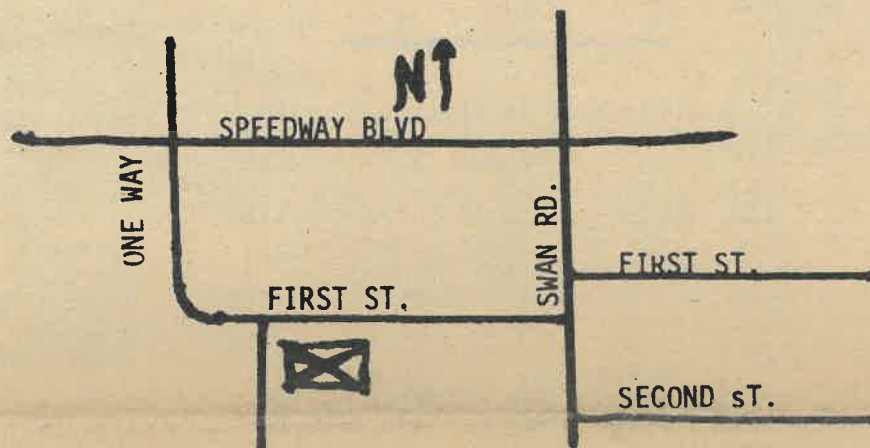 N
SPEEDWAY BLVD
ONE WAY
SWAN RD.
FIRST ST.
FIRST ST.
SECOND sT.